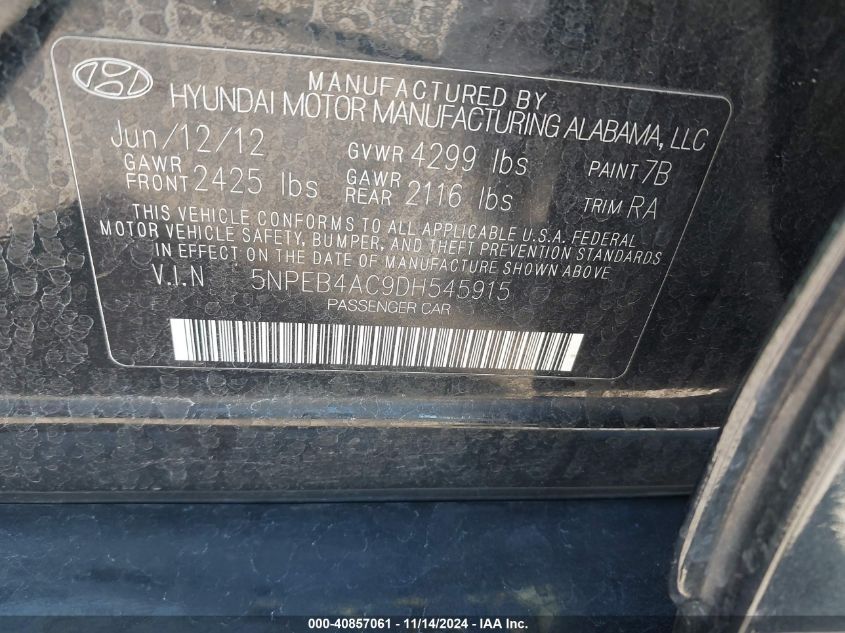 MANUFACTURED BY
HYUNDAI MOTOR MANUFACTURING ALABAMA, LLC
Jun/12/12 GVWR 4299 lbs PAINT 7B
GAWR FRONT 2425 lbs GAWR REAR 2116 lbs TRIM RA
THIS VEHICLE CONFORMS TO ALL APPLICABLE U.S.A. FEDERAL
MOTOR VEHICLE SAFETY, BUMPER, AND THEFT PREVENTION STANDARDS
IN EFFECT ON THE DATE OF MANUFACTURE SHOWN ABOVE
V.I.N 5NPEB4AC9DH545915
PASSENGER CAR
000-40857061 - 11/14/2024 - IAA Inc.